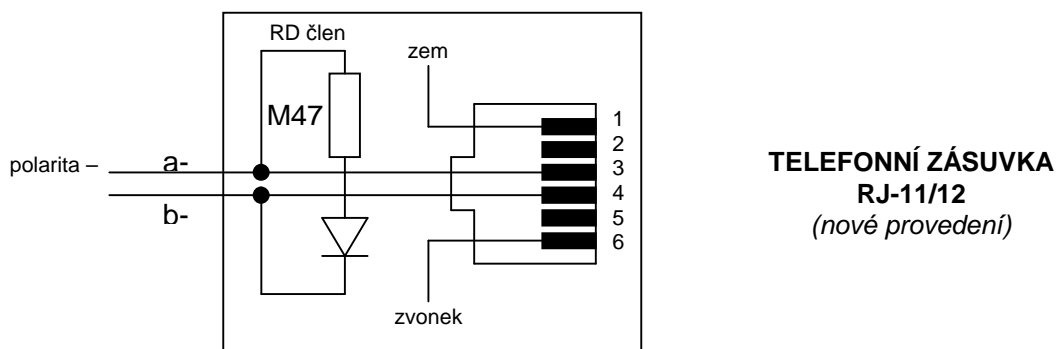 RD člen
zem
M47
1
2
3
4
5
6
polarita –
a-
b-
zvonek
TELEFONNÍ ZÁSUVKA
RJ-11/12
(nové provedení)